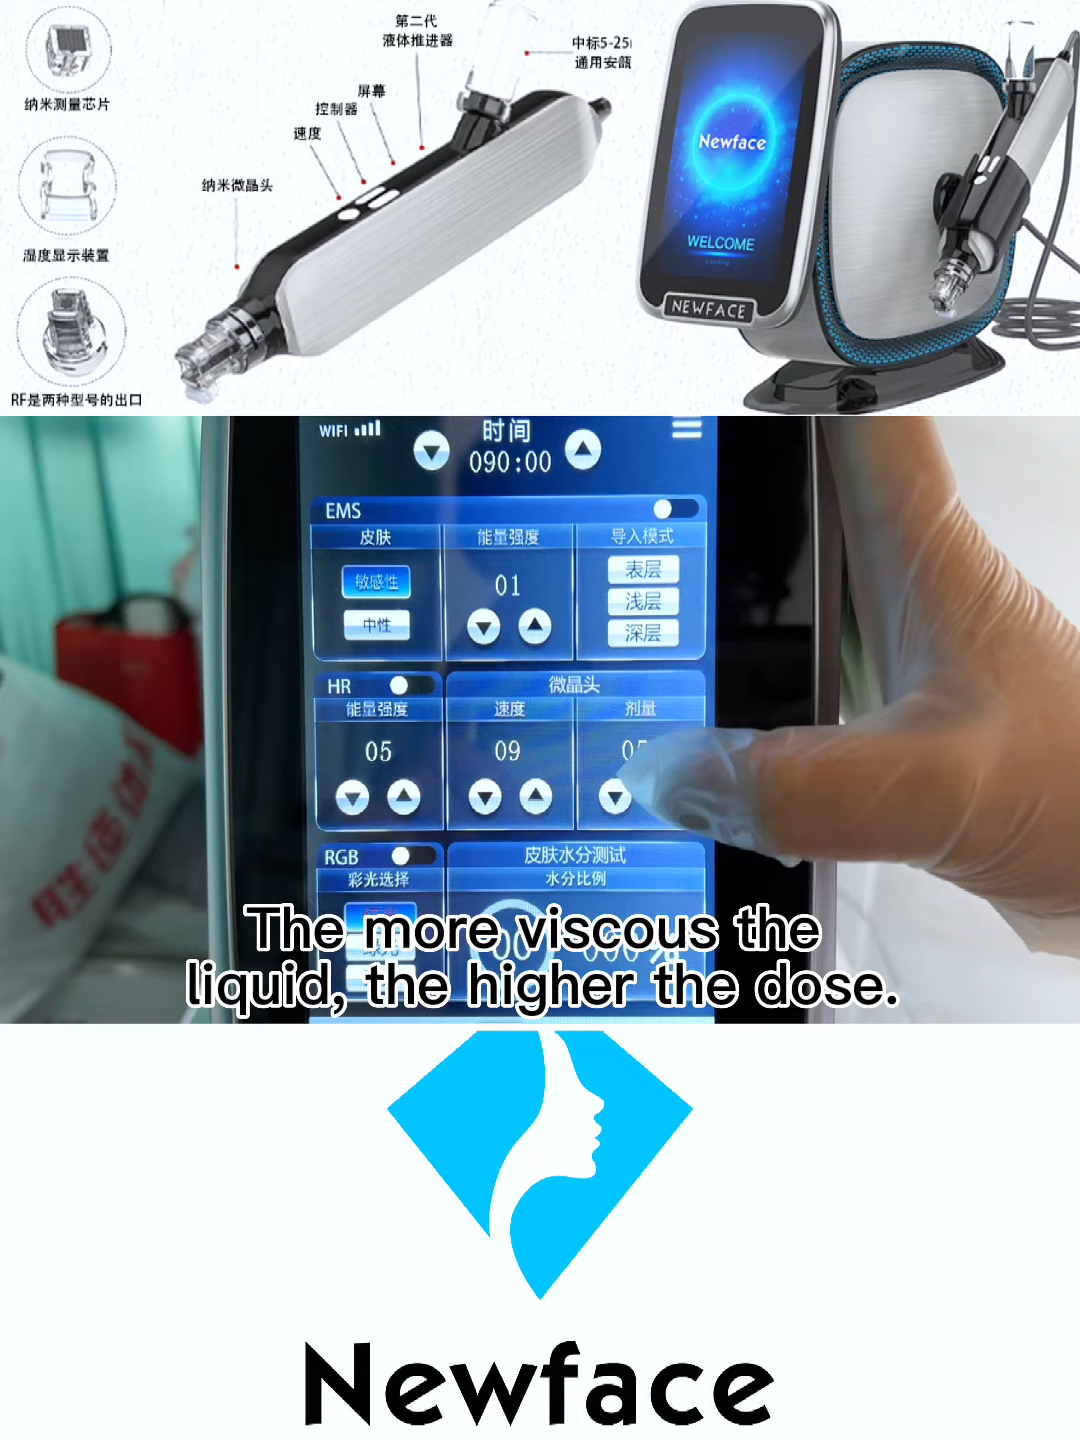 第二代
液体推进器
中标5-25
通用安瓿
屏幕
控制器
速度
纳米微晶头
纳米测量芯片
湿度显示装置
RF是两种型号的出口
Newface
WELCOME
NEWFACE
WIFI
时间
090:00
EMS
皮肤
能量强度
导入模式
敏感性
中性
01
表层
浅层
深层
HR
能量强度
微晶头
速度
剂量
05
09
RGB
彩光选择
皮肤水分测试
水分比例
The more viscous the
liquid, the higher the dose.
Newface